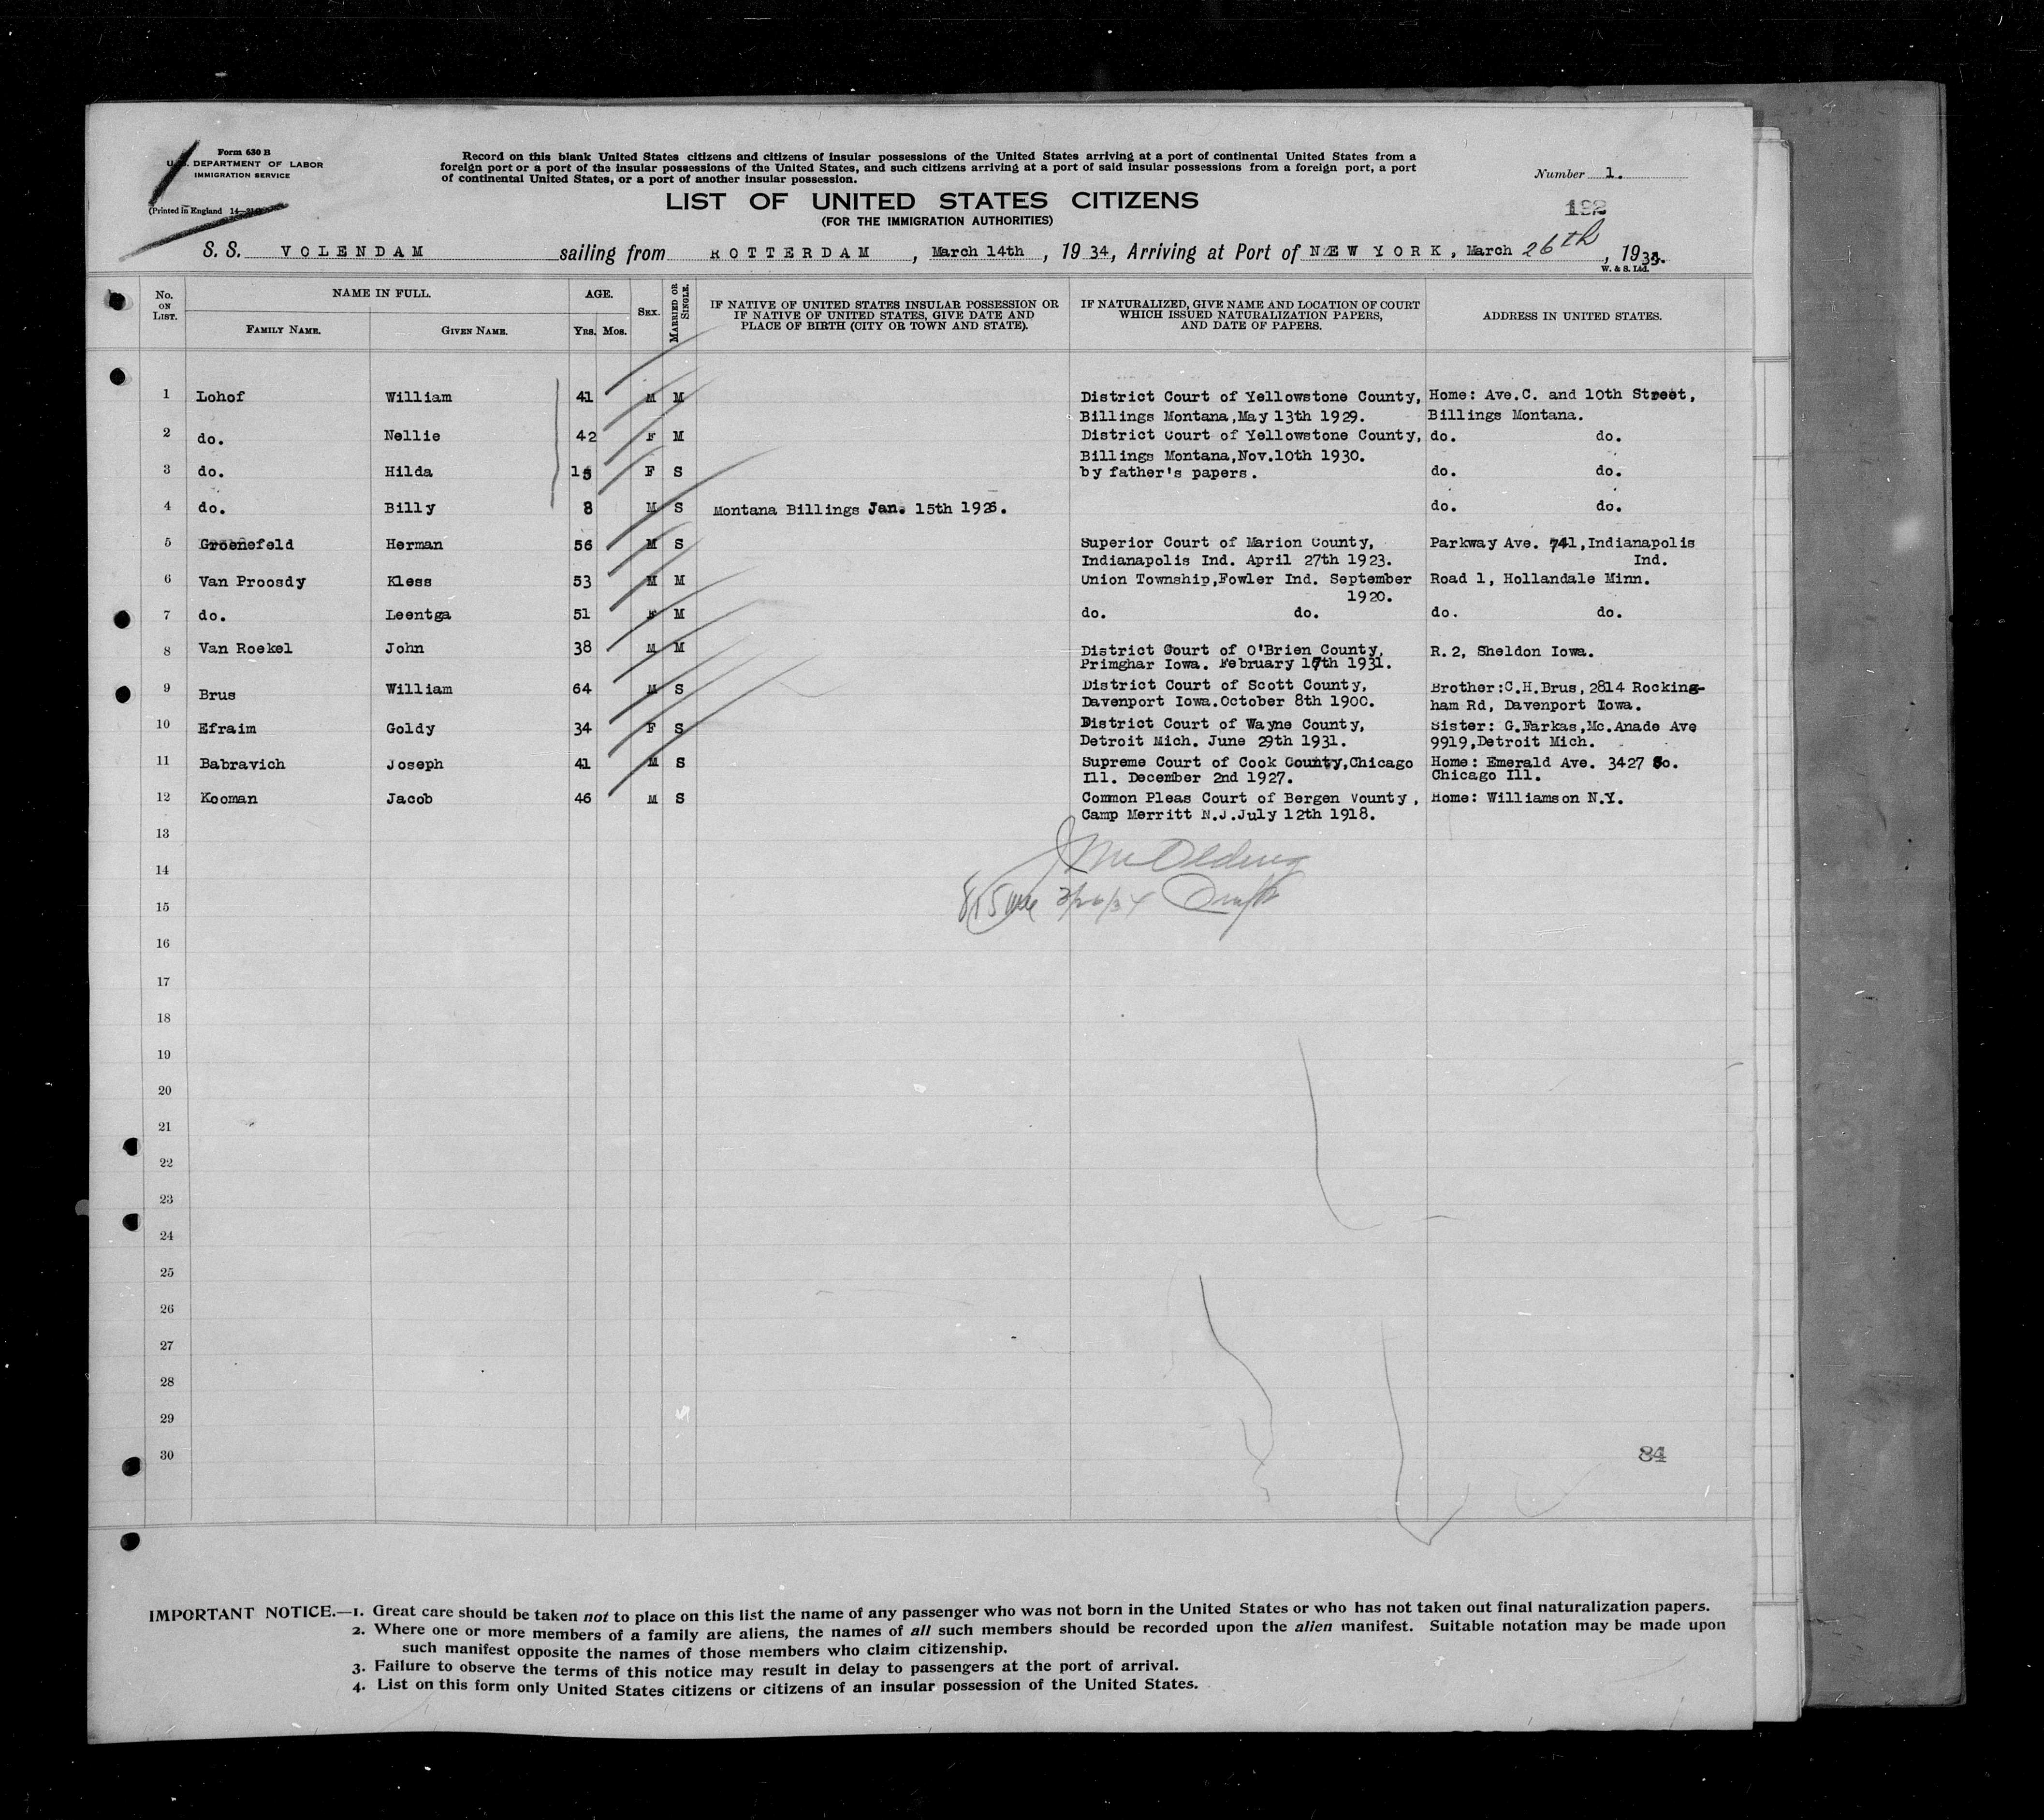 Form 630 B
U. S. DEPARTMENT OF LABOR
IMMIGRATION SERVICE
(Printed in England
Record on this blank United States citizens and citizens of insular possessions of the United States arriving at a port of continental United States from a
foreign port or a port of the insular possessions of the United States, and such citizens arriving at a port of said insular possessions from a foreign port, a port
of continental United States, or a port of another insular possession.
Number 1.
LIST OF UNITED STATES CITIZENS
(FOR THE IMMIGRATION AUTHORITIES)
192
S. S. VOLENDAM sailing from ROTTERDAM, March 14th, 1934, Arriving at Port of NEW YORK, March 26th, 1934.
W. & S. Ltd.
No. ON LIST.
NAME IN FULL.
FAMILY NAME.
GIVEN NAME.
AGE.
YRS. MOS.
SEX.
MARRIED OR SINGLE.
IF NATIVE OF UNITED STATES INSULAR POSSESSION OR
IF NATIVE OF UNITED STATES, GIVE DATE AND
PLACE OF BIRTH (CITY OR TOWN AND STATE).
IF NATURALIZED, GIVE NAME AND LOCATION OF COURT
WHICH ISSUED NATURALIZATION PAPERS,
AND DATE OF PAPERS.
ADDRESS IN UNITED STATES.
1 Lohof William 41 M M District Court of Yellowstone County, Home: Ave.C. and 10th Street,
Billings Montana,May 13th 1929. Billings Montana.
2 do. Nellie 42 F M District Court of Yellowstone County, do. do.
Billings Montana,Nov.10th 1930.
3 do. Hilda 15 F S by father's papers. do. do.
4 do. Billy 8 M S Montana Billings Jan. 15th 1926. do. do.
5 Groenefeld Herman 56 M S Superior Court of Marion County, Parkway Ave. 741,Indianapolis
Indianapolis Ind. April 27th 1923. Ind.
6 Van Proosdy Kless 53 M M Union Township,Fowler Ind. September Road 1, Hollandale Minn.
1920.
7 do. Leentga 51 F M do. do. do. do.
8 Van Roekel John 38 M M District Court of O'Brien County, R.2, Sheldon Iowa.
Primghar Iowa. February 17th 1931.
9 Brus William 64 M S District Court of Scott County, Brother:C.H.Brus, 2814 Rocking-
Davenport Iowa.October 8th 1900. ham Rd, Davenport Iowa.
10 Efraim Goldy 34 F S District Court of Wayne County, Sister: G.Farkas,Mc.Anade Ave
Detroit Mich. June 29th 1931. 9919,Detroit Mich.
11 Babravich Joseph 41 M S Supreme Court of Cook County,Chicago Home: Emerald Ave. 3427 So.
Ill. December 2nd 1927. Chicago Ill.
12 Kooman Jacob 46 M S Common Pleas Court of Bergen Vounty, Home: Williamson N.Y.
Camp Merritt N.J.July 12th 1918.
13
14
3/26/34
15
16
17
18
19
20
21
22
23
24
25
26
27
28
29
30
84
IMPORTANT NOTICE.—1. Great care should be taken not to place on this list the name of any passenger who was not born in the United States or who has not taken out final naturalization papers.
2. Where one or more members of a family are aliens, the names of all such members should be recorded upon the alien manifest. Suitable notation may be made upon
such manifest opposite the names of those members who claim citizenship.
3. Failure to observe the terms of this notice may result in delay to passengers at the port of arrival.
4. List on this form only United States citizens or citizens of an insular possession of the United States.